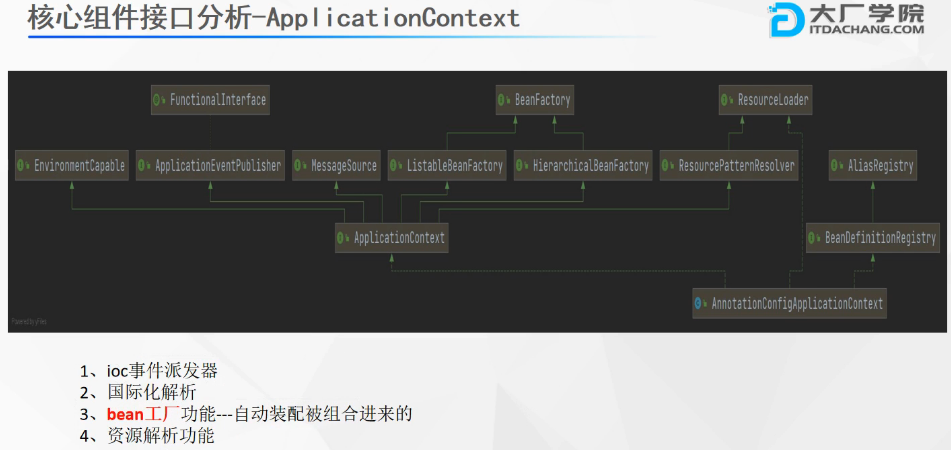 核心组件接口分析-ApplicationContext
大厂学院
ITDACHANG.COM
FunctionalInterface
BeanFactory
ResourceLoader
EnvironmentCapable
ApplicationEventPublisher
MessageSource
ListableBeanFactory
HierarchicalBeanFactory
ResourcePatternResolver
AliasRegistry
ApplicationContext
BeanDefinitionRegistry
AnnotationConfigApplicationContext
Powered by yFiles
1、ioc事件派发器
2、国际化解析
3、bean工厂功能---自动装配被组合进来的
4、资源解析功能